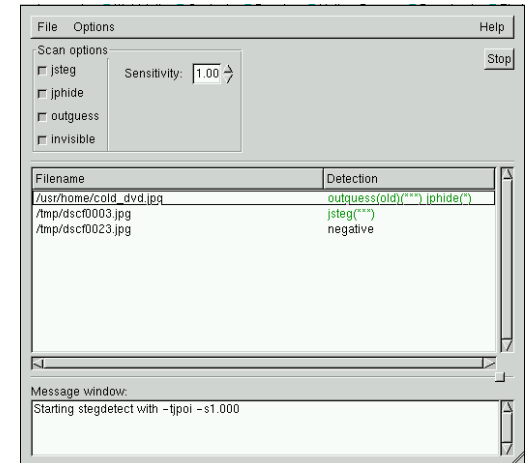 File Options Help
Scan options
Stop
jsteg
Sensitivity: 1.00
jphide
outguess
invisible
Filename Detection
/usr/home/cold_dvd.jpg outguess(old)(***) jphide(*)
/tmp/dscf0003.jpg jsteg(***)
/tmp/dscf0023.jpg negative
Message window:
Starting stegdetect with -tjpoi -s1.000